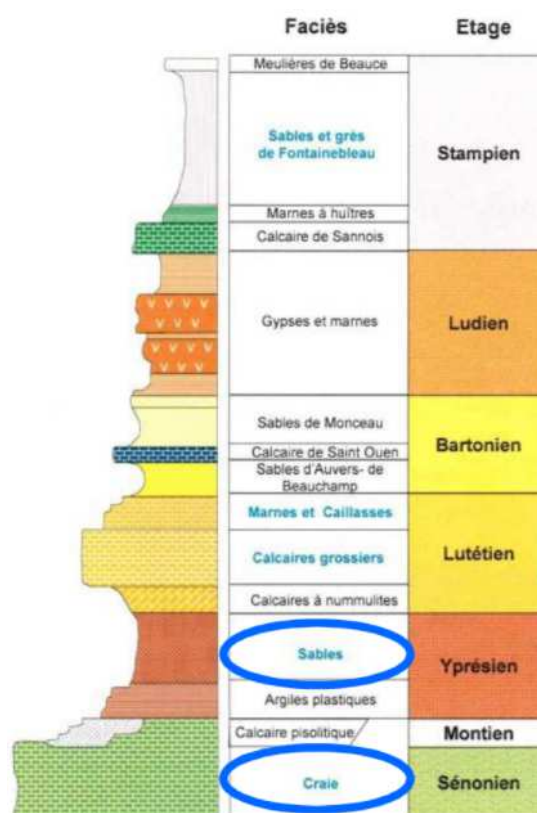 Faciès Etage
Meulières de Beauce
Sables et grès
de Fontainebleau
Stampien
Marnes à huîtres
Calcaire de Sannois
Gypses et marnes
Ludien
Sables de Monceau
Bartonien
Calcaire de Saint Ouen
Sables d'Auvers- de
Beauchamp
Marnes et Caillasses
Lutétien
Calcaires grossiers
Calcaires à nummulites
Sables
Yprésien
Argiles plastiques
Calcaire pisolitique
Montien
Craie
Sénonien